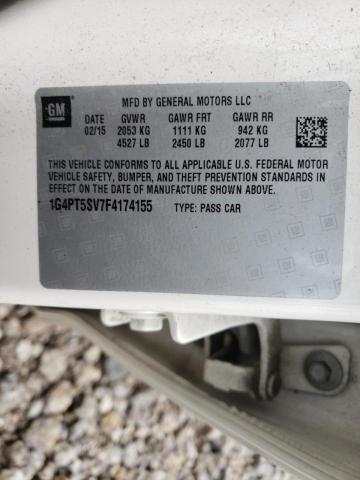 GM
MFD BY GENERAL MOTORS LLC
DATE GVWR GAWR FRT GAWR RR
02/15 2053 KG 1111 KG 942 KG
4527 LB 2450 LB 2077 LB
THIS VEHICLE CONFORMS TO ALL APPLICABLE U.S. FEDERAL MOTOR
VEHICLE SAFETY, BUMPER, AND THEFT PREVENTION STANDARDS IN
EFFECT ON THE DATE OF MANUFACTURE SHOWN ABOVE.
1G4PT5SV7F4174155 TYPE: PASS CAR